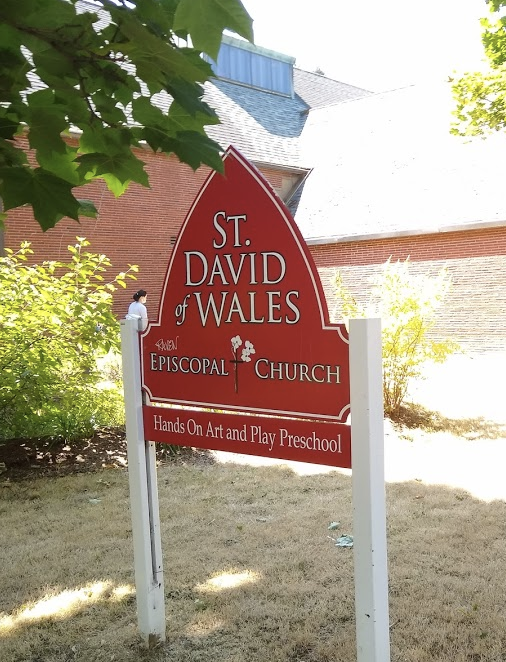 ST.
DAVID
of WALES
EPISCOPAL CHURCH
Hands On Art and Play Preschool